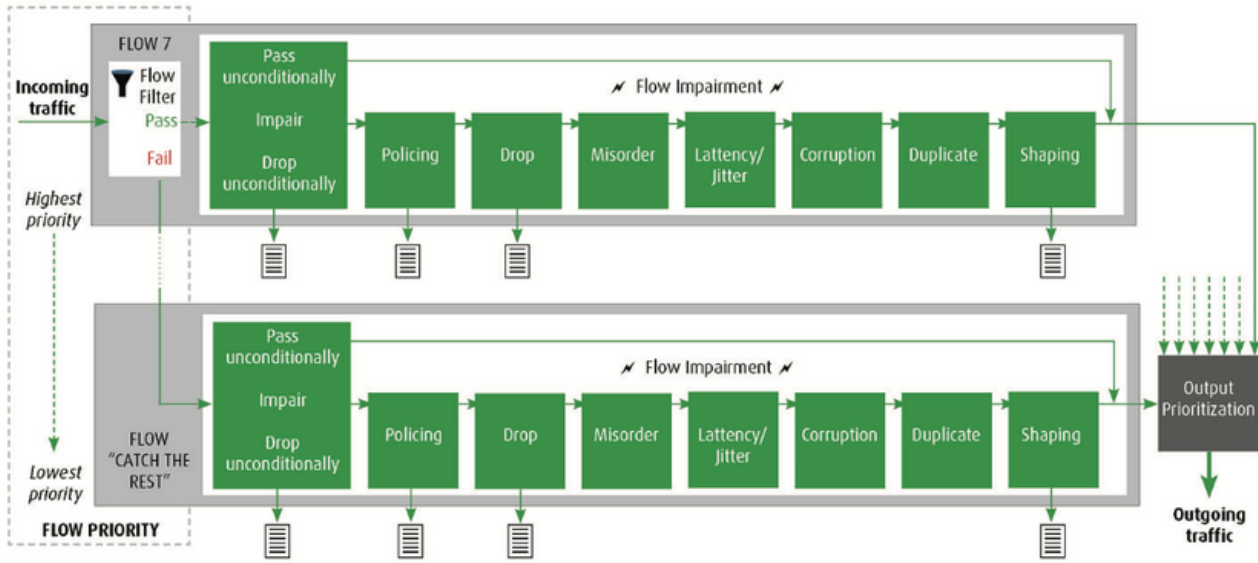 FLOW 7
Flow
Filter
Pass
Fail
Incoming
traffic
Highest
priority
Lowest
priority
FLOW PRIORITY
Pass
unconditionally
Impair
Drop
unconditionally
Flow Impairment
Policing
Drop
Misorder
Lattency/
Jitter
Corruption
Duplicate
Shaping
FLOW
"CATCH THE
REST"
Pass
unconditionally
Impair
Drop
unconditionally
Flow Impairment
Policing
Drop
Misorder
Lattency/
Jitter
Corruption
Duplicate
Shaping
Output
Prioritization
Outgoing
traffic